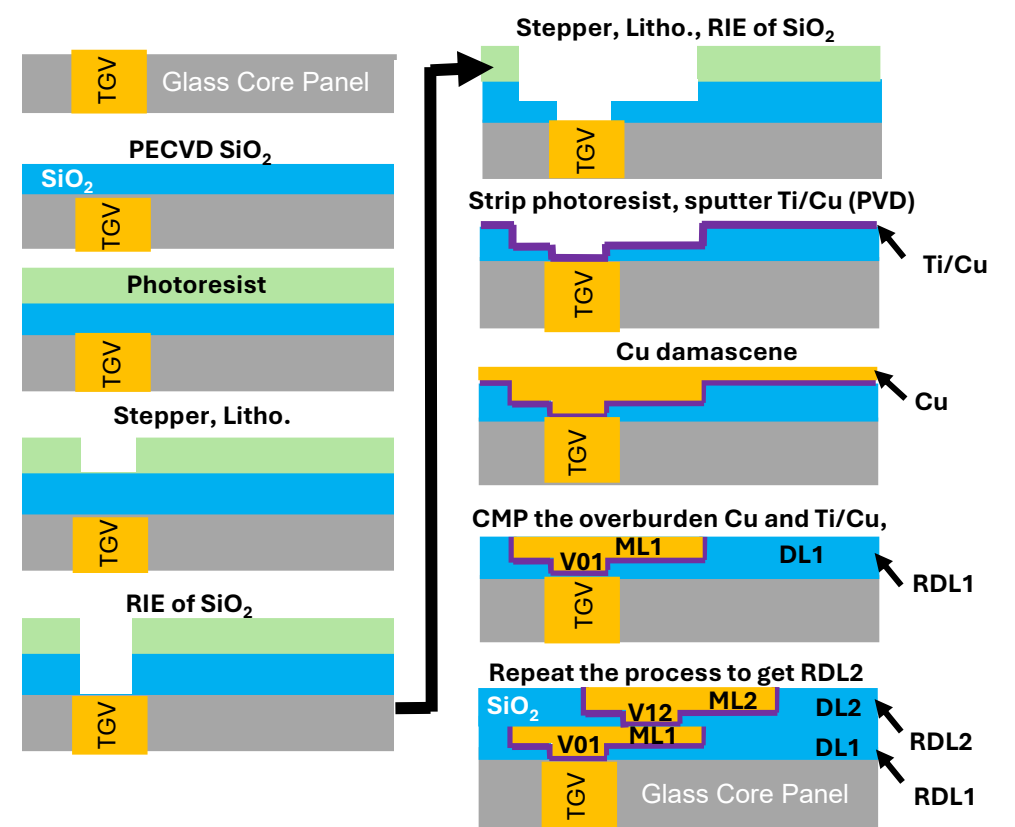 TGV
Glass Core Panel
PECVD SiO₂
SiO₂
TGV
Photoresist
TGV
Stepper, Litho.
TGV
RIE of SiO₂
TGV
Stepper, Litho., RIE of SiO₂
TGV
Strip photoresist, sputter Ti/Cu (PVD)
Ti/Cu
TGV
Cu damascene
Cu
TGV
CMP the overburden Cu and Ti/Cu,
ML1
V01
DL1
RDL1
TGV
Repeat the process to get RDL2
SiO₂
ML2
DL2
V12
RDL2
ML1
V01
DL1
RDL1
TGV
Glass Core Panel